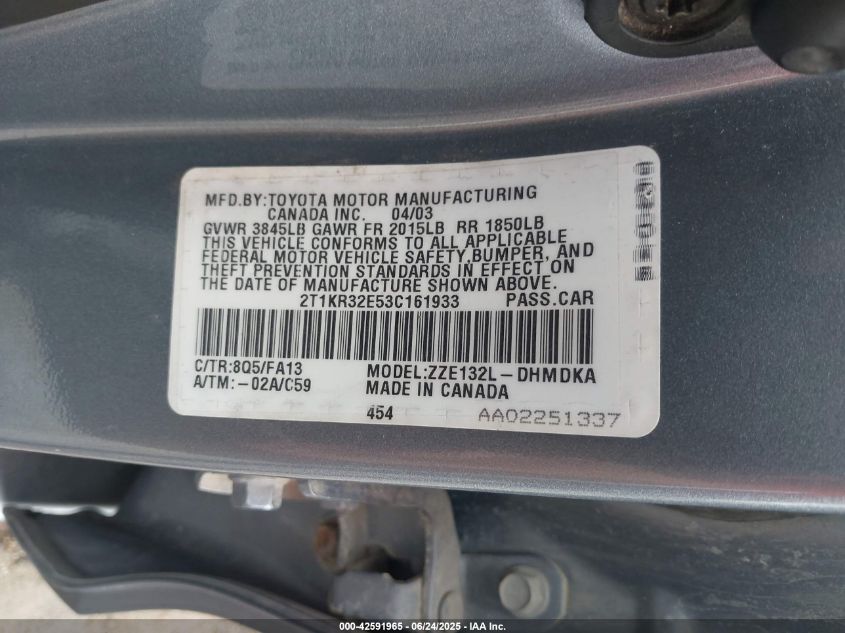 MFD.BY:TOYOTA MOTOR MANUFACTURING
CANADA INC. 04/03
GVWR 3845LB GAWR FR 2015LB RR 1850LB
THIS VEHICLE CONFORMS TO ALL APPLICABLE
FEDERAL MOTOR VEHICLE SAFETY,BUMPER, AND
THEFT PREVENTION STANDARDS IN EFFECT ON
THE DATE OF MANUFACTURE SHOWN ABOVE.
2T1KR32E53C161933 PASS.CAR
C/TR:8Q5/FA13 MODEL:ZZE132L-DHMDKA
A/TM:-02A/C59 MADE IN CANADA
454 AA02251337
000-42591965 - 06/24/2025 - IAA Inc.